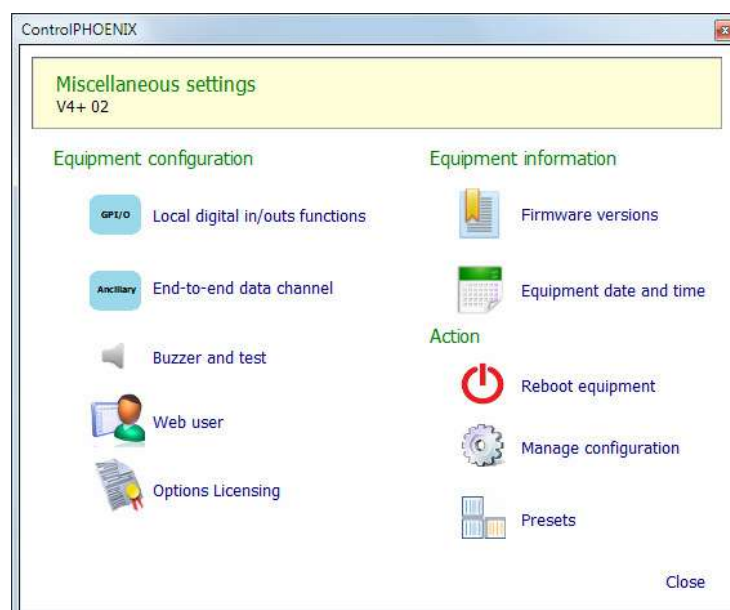 ControlPHOENIX
Miscellaneous settings
V4+ 02
Equipment configuration
GPI/O
Local digital in/outs functions
Ancillary
End-to-end data channel
Buzzer and test
Web user
Options Licensing
Equipment information
Firmware versions
Equipment date and time
Action
Reboot equipment
Manage configuration
Presets
Close